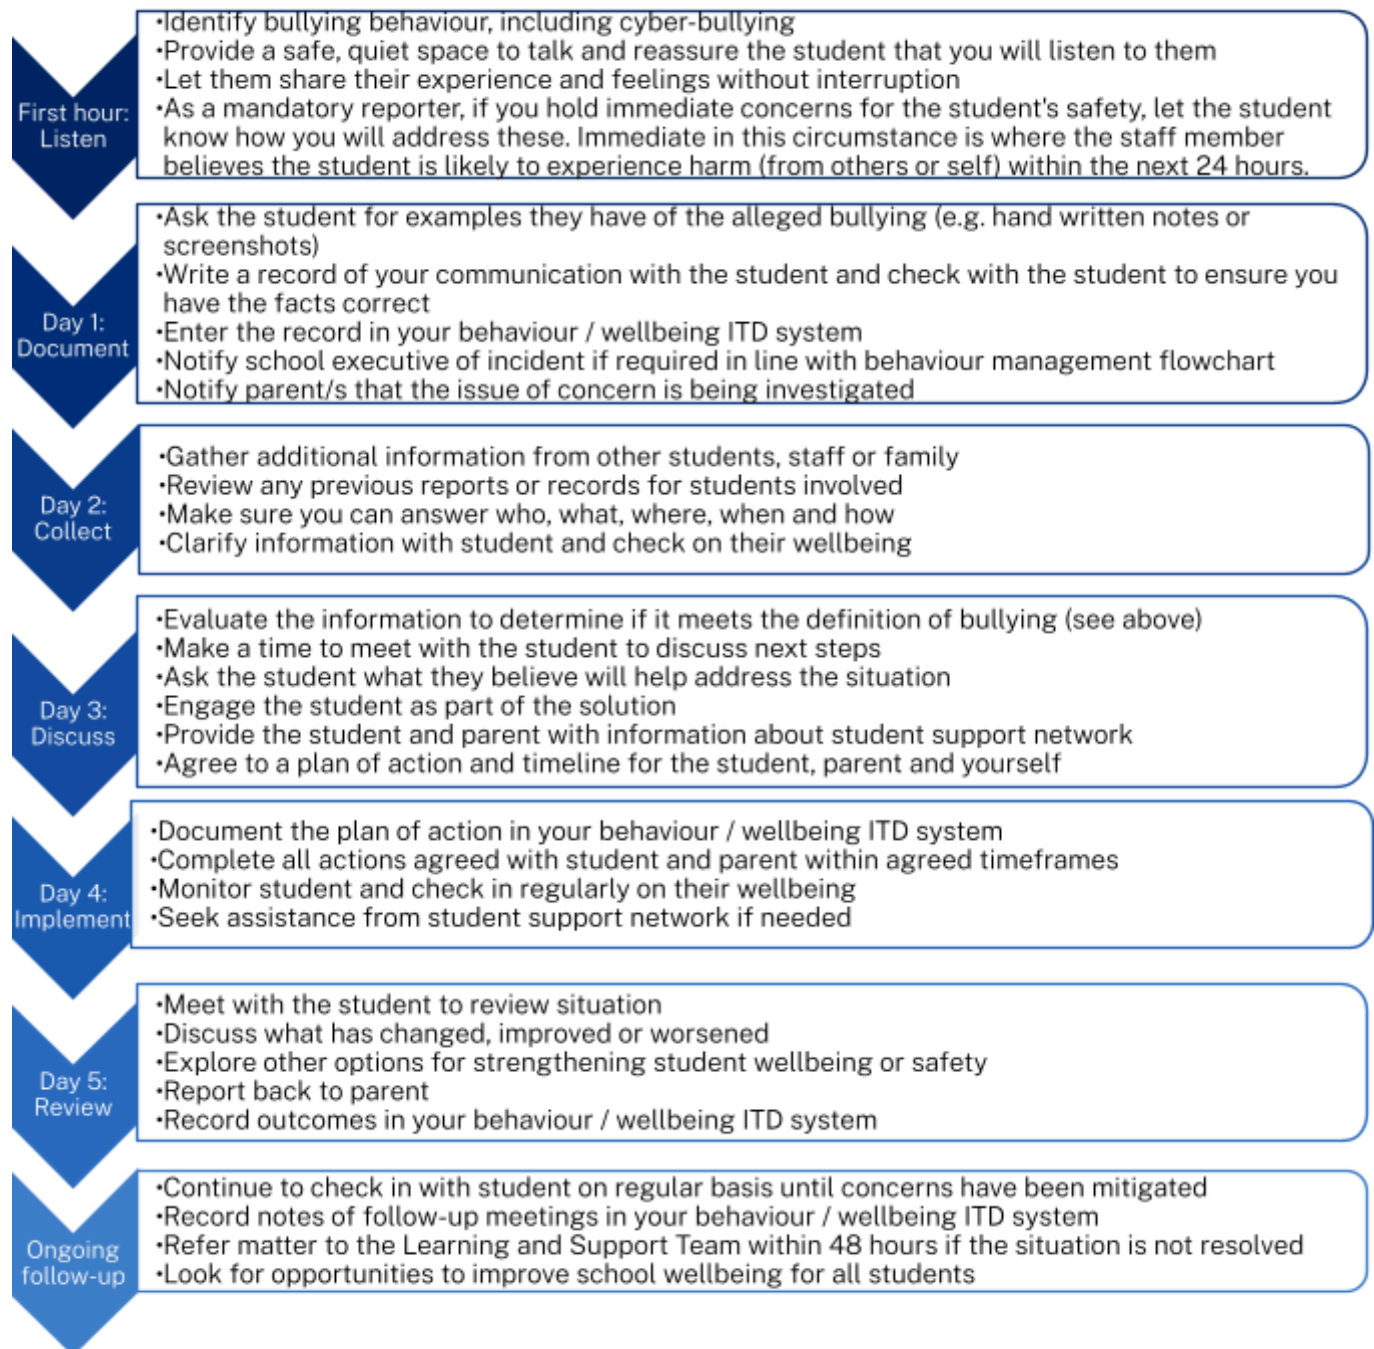 First hour:
Listen
•Identify bullying behaviour, including cyber-bullying
•Provide a safe, quiet space to talk and reassure the student that you will listen to them
•Let them share their experience and feelings without interruption
•As a mandatory reporter, if you hold immediate concerns for the student's safety, let the student
know how you will address these. Immediate in this circumstance is where the staff member
believes the student is likely to experience harm (from others or self) within the next 24 hours.
Day 1:
Document
•Ask the student for examples they have of the alleged bullying (e.g. hand written notes or
screenshots)
•Write a record of your communication with the student and check with the student to ensure you
have the facts correct
•Enter the record in your behaviour / wellbeing ITD system
•Notify school executive of incident if required in line with behaviour management flowchart
•Notify parent/s that the issue of concern is being investigated
Day 2:
Collect
•Gather additional information from other students, staff or family
•Review any previous reports or records for students involved
•Make sure you can answer who, what, where, when and how
•Clarify information with student and check on their wellbeing
Day 3:
Discuss
•Evaluate the information to determine if it meets the definition of bullying (see above)
•Make a time to meet with the student to discuss next steps
•Ask the student what they believe will help address the situation
•Engage the student as part of the solution
•Provide the student and parent with information about student support network
•Agree to a plan of action and timeline for the student, parent and yourself
Day 4:
Implement
•Document the plan of action in your behaviour / wellbeing ITD system
•Complete all actions agreed with student and parent within agreed timeframes
•Monitor student and check in regularly on their wellbeing
•Seek assistance from student support network if needed
Day 5:
Review
•Meet with the student to review situation
•Discuss what has changed, improved or worsened
•Explore other options for strengthening student wellbeing or safety
•Report back to parent
•Record outcomes in your behaviour / wellbeing ITD system
Ongoing
follow-up
•Continue to check in with student on regular basis until concerns have been mitigated
•Record notes of follow-up meetings in your behaviour / wellbeing ITD system
•Refer matter to the Learning and Support Team within 48 hours if the situation is not resolved
•Look for opportunities to improve school wellbeing for all students